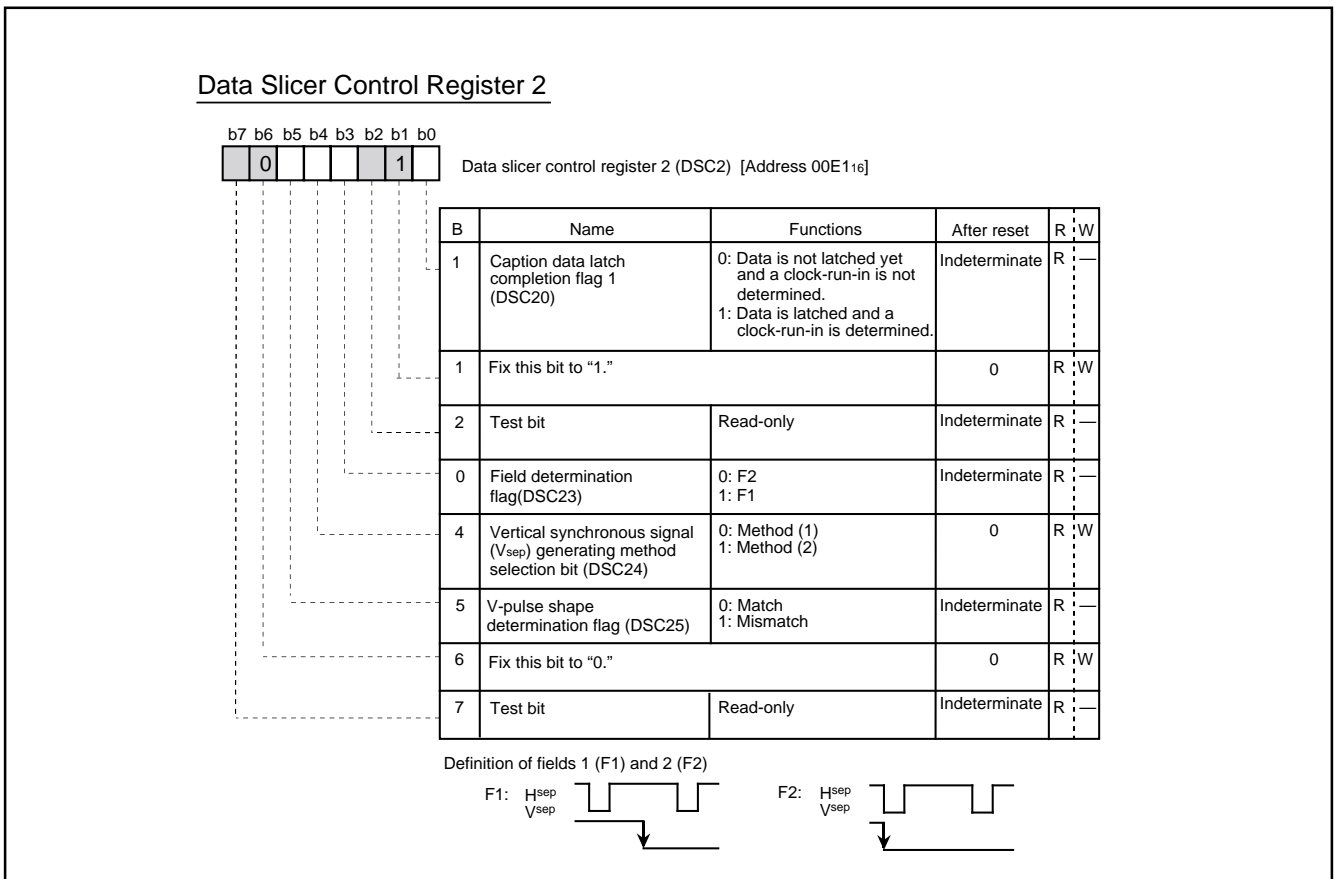 Data Slicer Control Register 2
b7 b6 b5 b4 b3 b2 b1 b0
0 1
Data slicer control register 2 (DSC2) [Address 00E116]
B Name Functions After reset R W
1 Caption data latch completion flag 1 (DSC20) 0: Data is not latched yet and a clock-run-in is not determined. 1: Data is latched and a clock-run-in is determined. Indeterminate R —
1 Fix this bit to “1.” 0 R W
2 Test bit Read-only Indeterminate R —
0 Field determination flag(DSC23) 0: F2 1: F1 Indeterminate R —
4 Vertical synchronous signal (Vsep) generating method selection bit (DSC24) 0: Method (1) 1: Method (2) 0 R W
5 V-pulse shape determination flag (DSC25) 0: Match 1: Mismatch Indeterminate R —
6 Fix this bit to “0.” 0 R W
7 Test bit Read-only Indeterminate R —
Definition of fields 1 (F1) and 2 (F2)
F1: Hsep
Vsep
F2: Hsep
Vsep